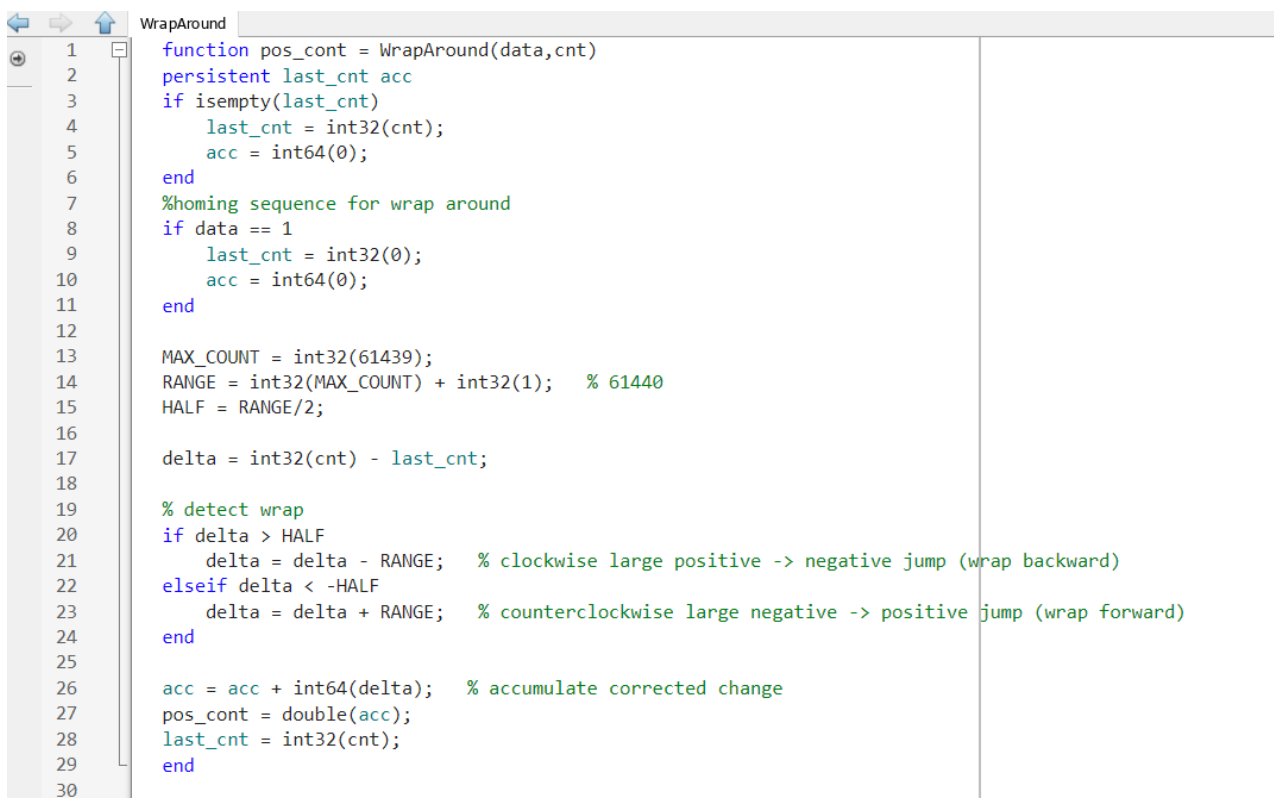 WrapAround
1 function pos_cont = WrapAround(data,cnt)
2 persistent last_cnt acc
3 if isempty(last_cnt)
4 last_cnt = int32(cnt);
5 acc = int64(0);
6 end
7 %homing sequence for wrap around
8 if data == 1
9 last_cnt = int32(0);
10 acc = int64(0);
11 end
12
13 MAX_COUNT = int32(61439);
14 RANGE = int32(MAX_COUNT) + int32(1); % 61440
15 HALF = RANGE/2;
16
17 delta = int32(cnt) - last_cnt;
18
19 % detect wrap
20 if delta > HALF
21 delta = delta - RANGE; % clockwise large positive -> negative jump (wrap backward)
22 elseif delta < -HALF
23 delta = delta + RANGE; % counterclockwise large negative -> positive jump (wrap forward)
24 end
25
26 acc = acc + int64(delta); % accumulate corrected change
27 pos_cont = double(acc);
28 last_cnt = int32(cnt);
29 end
30